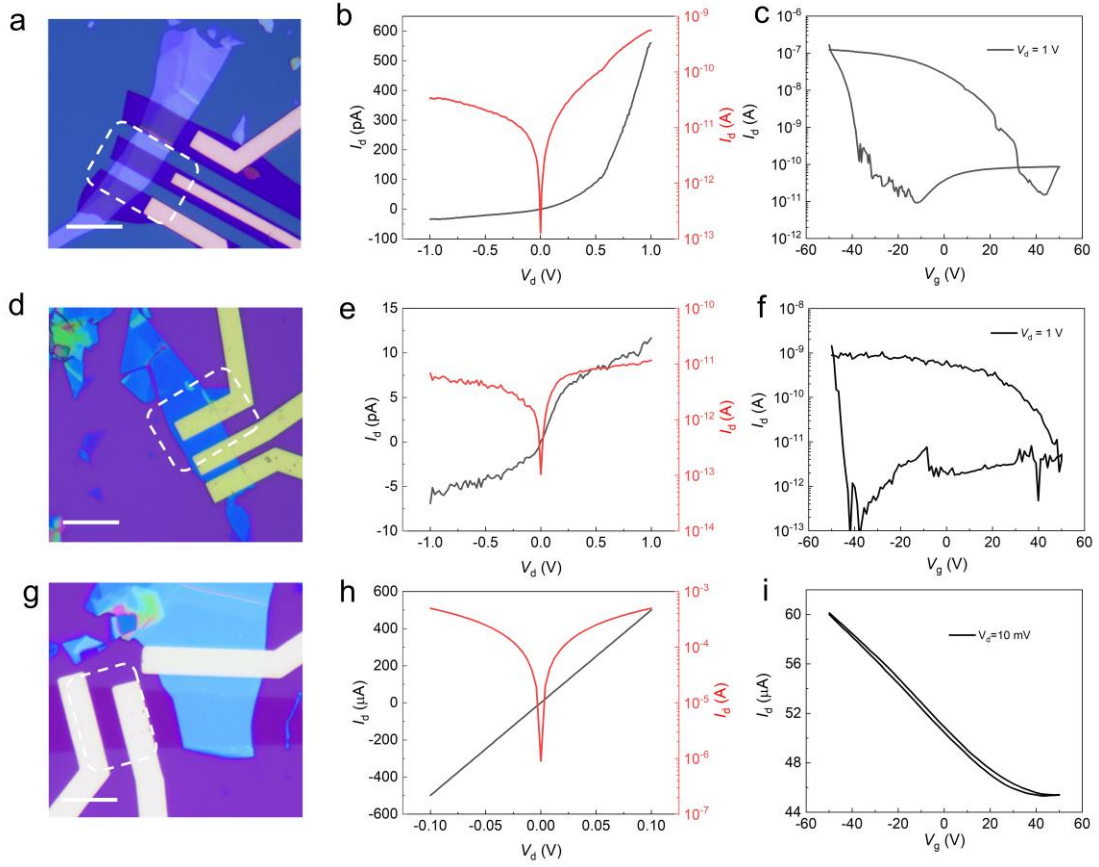 a
b
600
500
400
300
200
100
0
-100
I_d (pA)
10^-9
10^-10
10^-11
10^-12
10^-13
I_d (A)
-1.0 -0.5 0.0 0.5 1.0
V_d (V)
c
10^-5
10^-6
10^-7
10^-8
10^-9
10^-10
10^-11
10^-12
I_d (A)
V_d = 1 V
-60 -40 -20 0 20 40 60
V_g (V)
d
e
15
10
5
0
-5
-10
I_d (pA)
10^-10
10^-11
10^-12
10^-13
10^-14
I_d (A)
-1.0 -0.5 0.0 0.5 1.0
V_d (V)
f
10^-8
10^-9
10^-10
10^-11
10^-12
10^-13
I_d (A)
V_d = 1 V
-60 -40 -20 0 20 40 60
V_g (V)
g
h
600
500
400
300
200
100
0
-100
-200
-300
-400
-500
-600
I_d (μA)
10^-3
10^-4
10^-5
10^-6
10^-7
I_d (A)
-0.10 -0.05 0.00 0.05 0.10
V_d (V)
i
60
56
52
48
44
I_d (μA)
V_d=10 mV
-60 -40 -20 0 20 40 60
V_g (V)